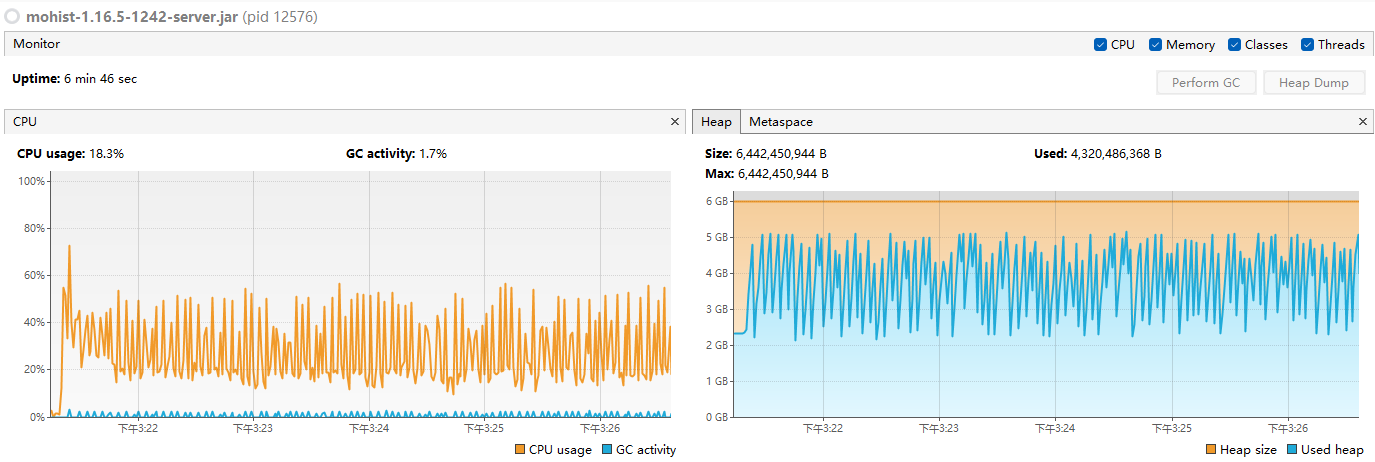 mohist-1.16.5-1242-server.jar (pid 12576)
Monitor
CPU Memory Classes Threads
Uptime: 6 min 46 sec
Perform GC Heap Dump
CPU ×
CPU usage: 18.3% GC activity: 1.7%
100%
80%
60%
40%
20%
0%
下午3:22 下午3:23 下午3:24 下午3:25 下午3:26
CPU usage GC activity
Heap Metaspace ×
Size: 6,442,450,944 B Used: 4,320,486,368 B
Max: 6,442,450,944 B
6 GB
5 GB
4 GB
3 GB
2 GB
1 GB
0 GB
下午3:22 下午3:23 下午3:24 下午3:25 下午3:26
Heap size Used heap